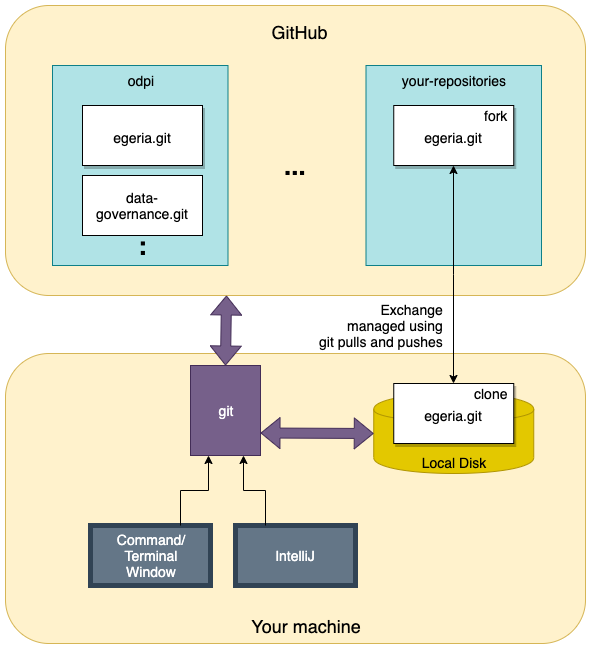 GitHub
odpi
egeria.git
data-
governance.git
:
...
your-repositories
fork
egeria.git
Exchange
managed using
git pulls and pushes
git
clone
egeria.git
Local Disk
Command/
Terminal
Window
IntelliJ
Your machine